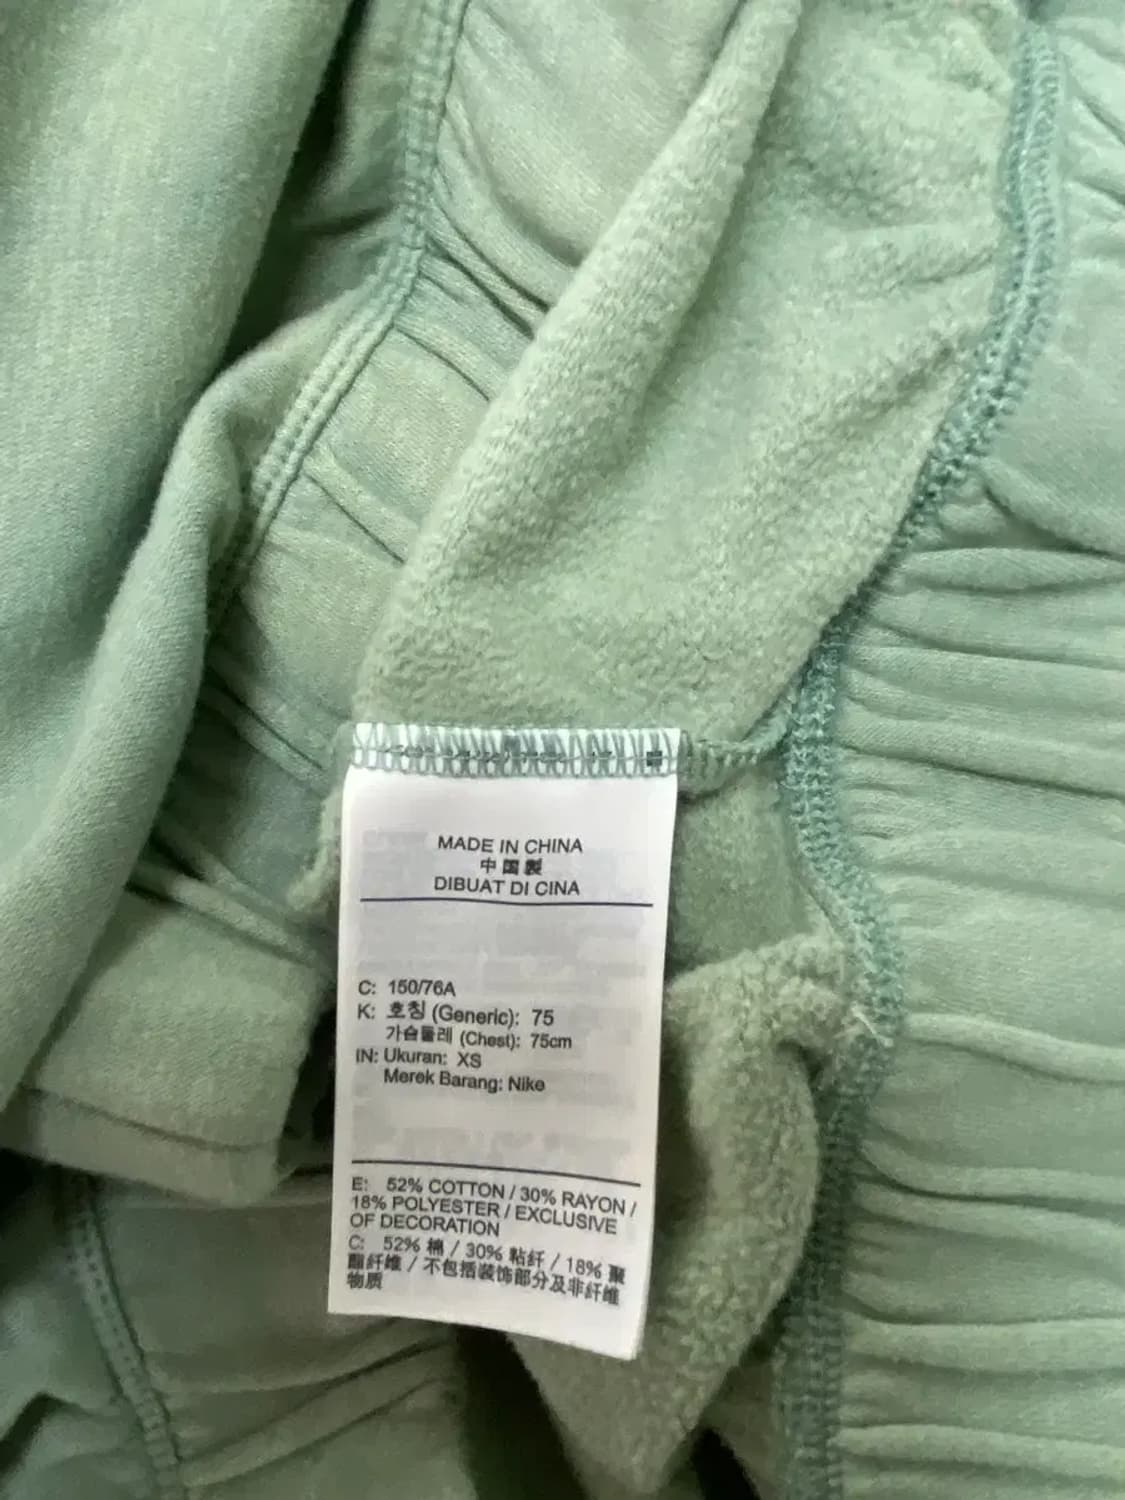 MADE IN CHINA
中国製
DIBUAT DI CINA
C: 150/76A
K: 호칭 (Generic): 75
가슴둘레 (Chest): 75cm
IN: Ukuran: XS
Merek Barang: Nike
E: 52% COTTON / 30% RAYON /
18% POLYESTER / EXCLUSIVE
OF DECORATION
C: 52% 棉 / 30% 粘纤 / 18% 聚
酯纤维 / 不包括装饰部分及非纤维
物质